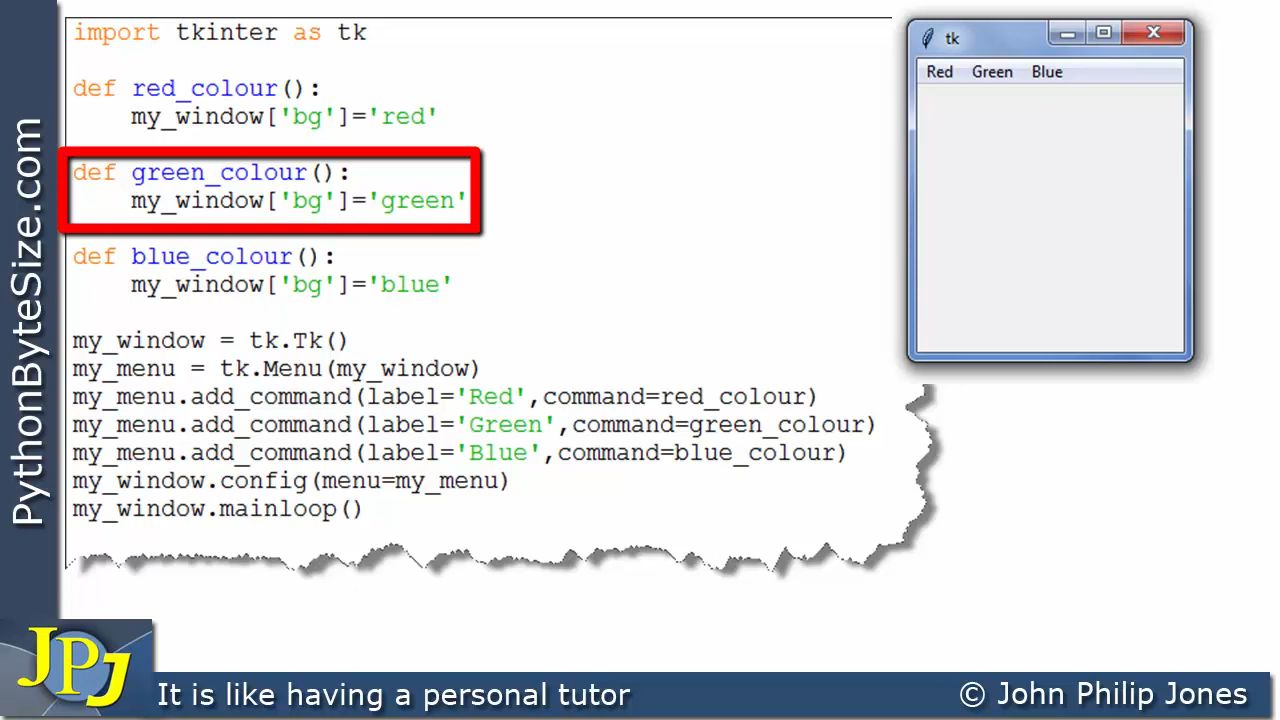 PythonByteSize.com
import tkinter as tk
def red_colour():
    my_window['bg']='red'
def green_colour():
    my_window['bg']='green'
def blue_colour():
    my_window['bg']='blue'
my_window = tk.Tk()
my_menu = tk.Menu(my_window)
my_menu.add_command(label='Red',command=red_colour)
my_menu.add_command(label='Green',command=green_colour)
my_menu.add_command(label='Blue',command=blue_colour)
my_window.config(menu=my_menu)
my_window.mainloop()
tk
Red Green Blue
JPJ
It is like having a personal tutor
© John Philip Jones